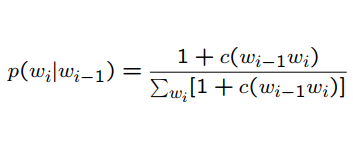 p(w_i|w_{i-1}) = \frac{1 + c(w_{i-1}w_i)}{\sum_{w_i}[1 + c(w_{i-1}w_i)]}